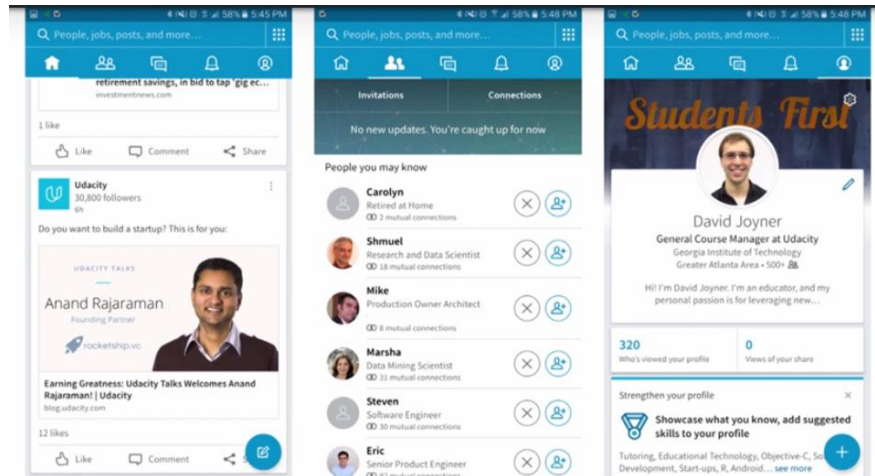 58% 5:45 PM
People, jobs, posts, and more...
retirement savings, in bid to tap 'gig ec...
investmentnews.com
1 like
Like Comment Share
Udacity
30,800 followers
6h
Do you want to build a startup? This is for you:
UDACITY TALKS
Anand Rajaraman
Founding Partner
rocketship.vc
Earning Greatness: Udacity Talks Welcomes Anand
Rajaraman! | Udacity
blog.udacity.com
12 likes
Like Comment S
58% 5:48 PM
People, jobs, posts, and more...
Invitations Connections
No new updates. You're caught up for now
People you may know
Carolyn
Retired at Home
2 mutual connections
Shmuel
Research and Data Scientist
18 mutual connections
Mike
Production Owner Architect
.
8 mutual connections
Marsha
Data Mining Scientist
31 mutual connections
Steven
Software Engineer
30 mutual connections
Eric
Senior Product Engineer
mutual connections
58% 5:48 PM
People, jobs, posts, and more...
Students First
David Joyner
General Course Manager at Udacity
Georgia Institute of Technology
Greater Atlanta Area • 500+
Hi! I'm David Joyner. I'm an educator, and my
personal passion is for leveraging new...
320 0
Who's viewed your profile Views of your share
Strengthen your profile
Showcase what you know, add suggested
skills to your profile
Tutoring, Educational Technology, Objective-C, So
Development, Start-ups, R, Android... see more